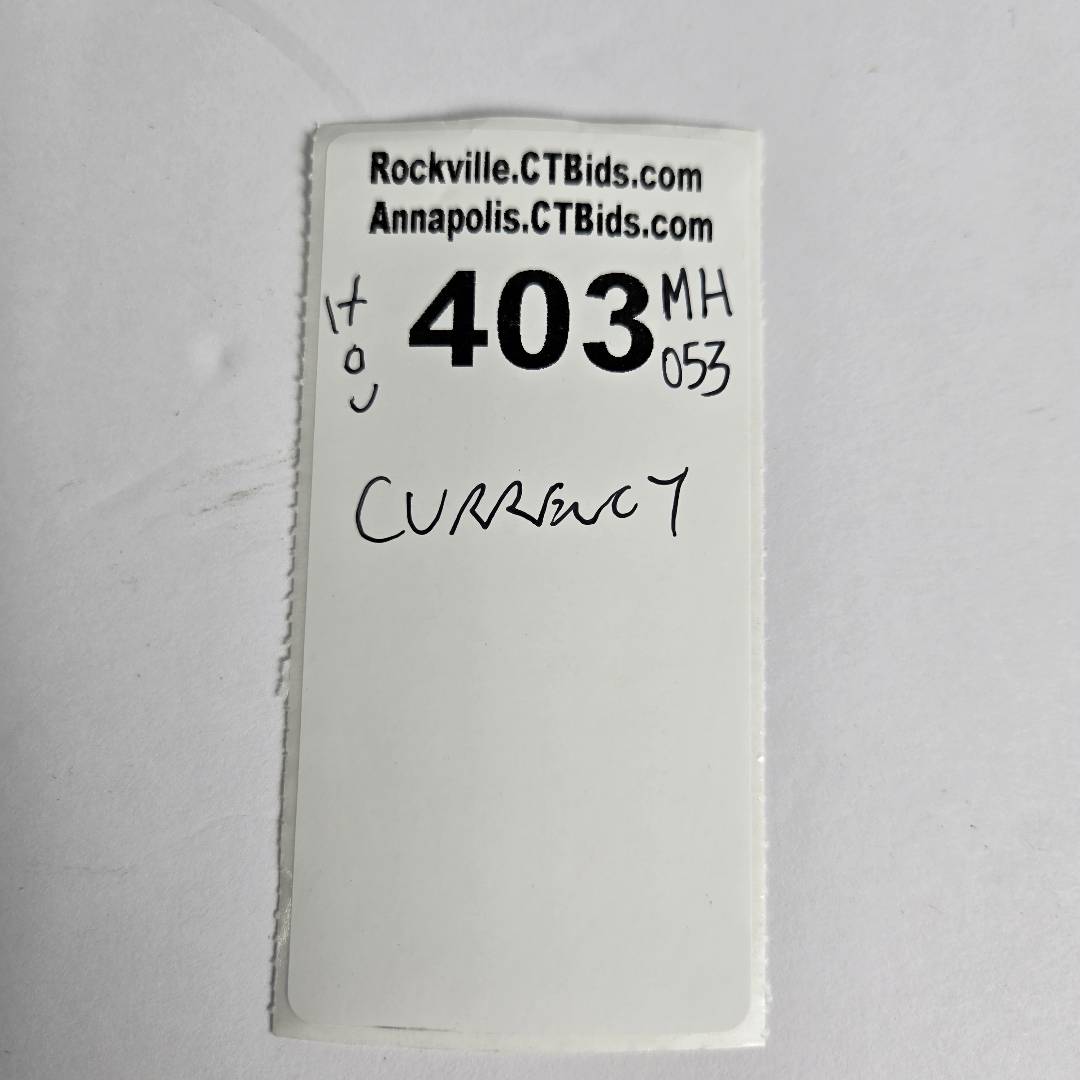 Rockville.CTBids.com
Annapolis.CTBids.com
403
MH
053
CURRENCY